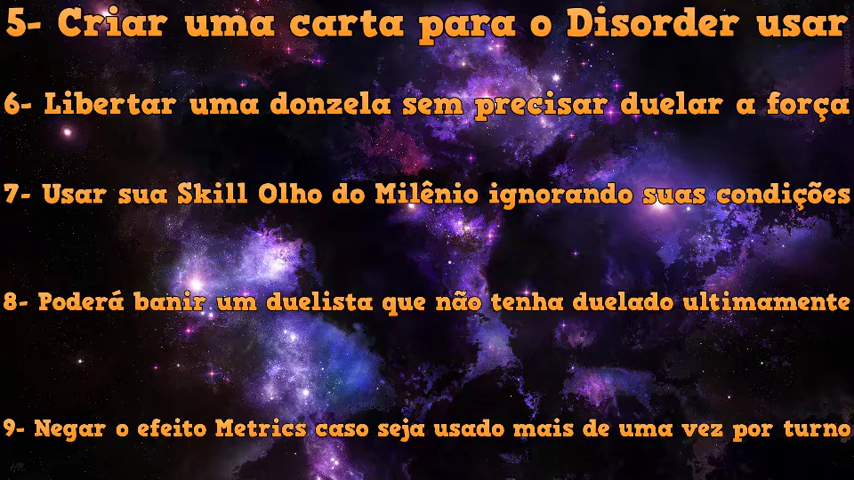 5- Criar uma carta para o Disorder usar
6- Libertar uma donzela sem precisar duelar a força
7- Usar sua Skill Olho do Milênio ignorando suas condições
8- Poderá banir um duelista que não tenha duelado ultimamente
9- Negar o efeito Metrics caso seja usado mais de uma vez por turno